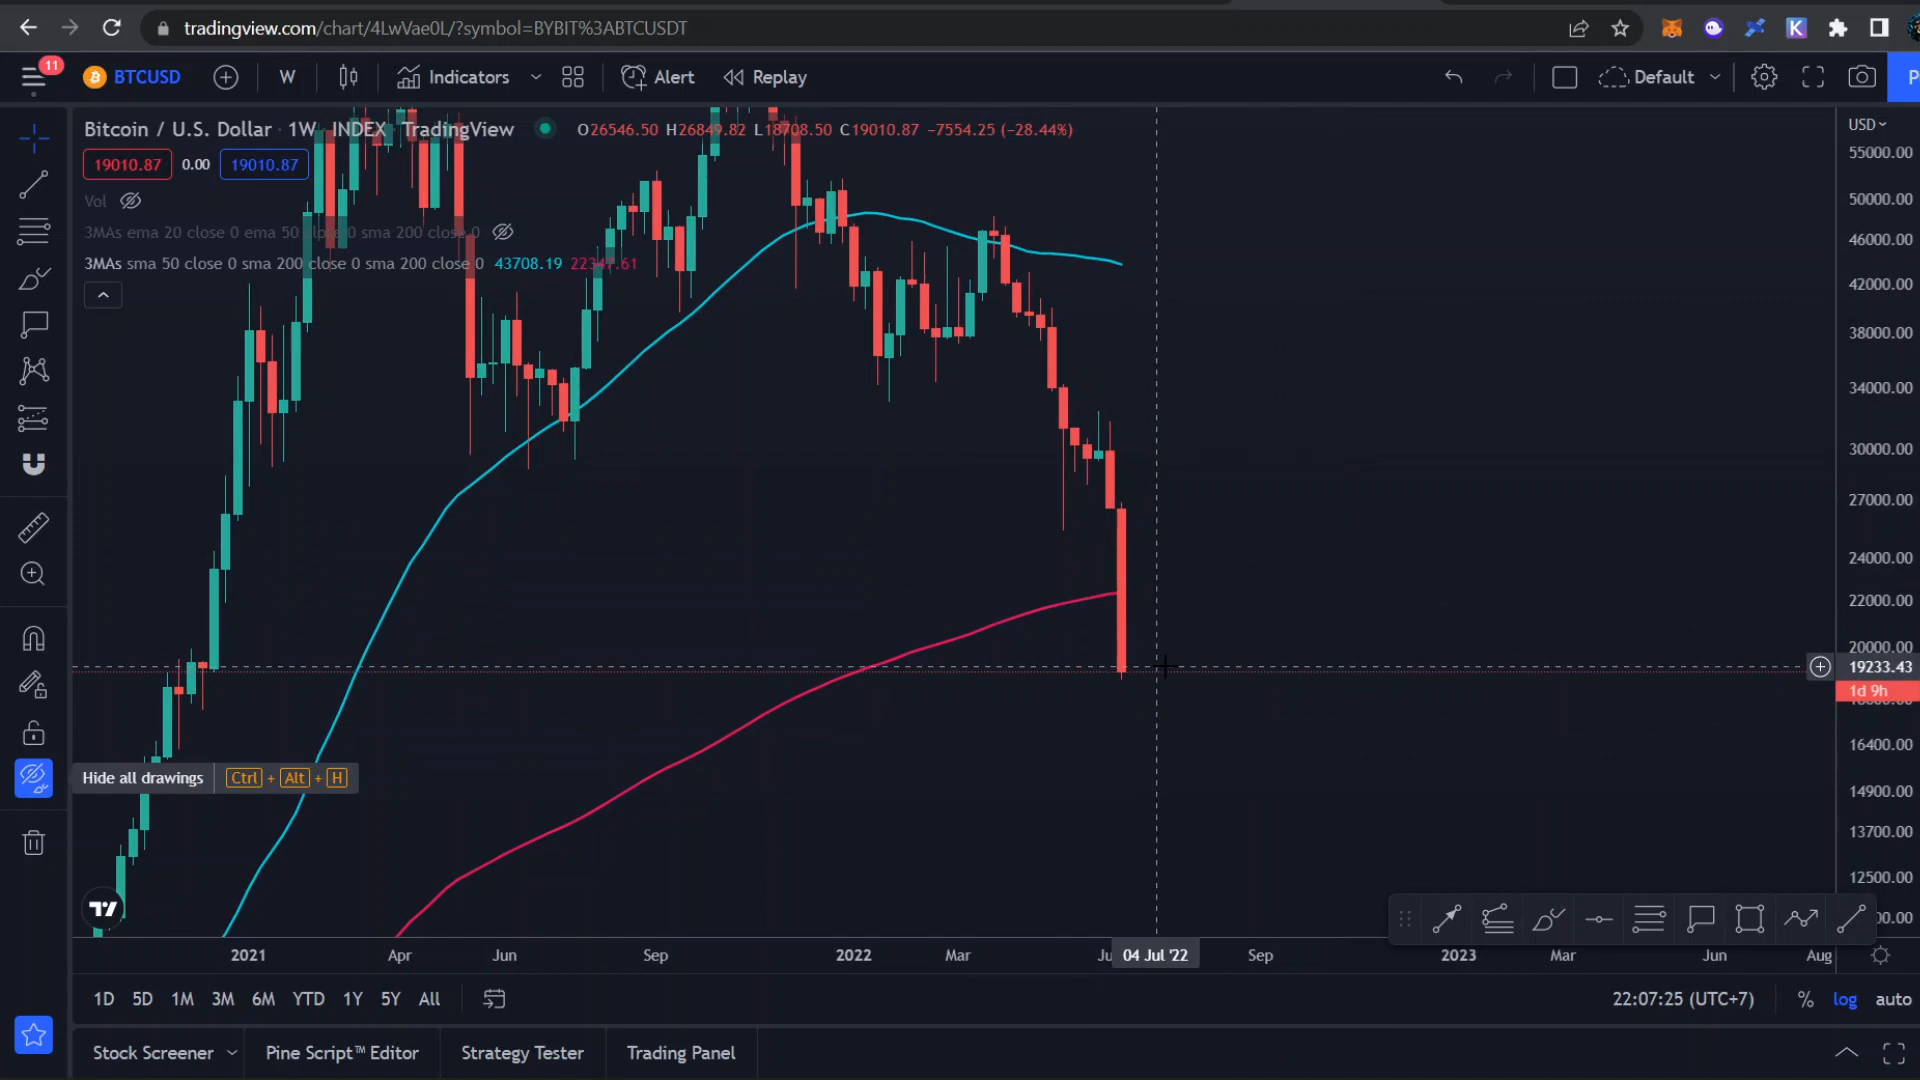 tradingview.com/chart/4LwVae0L/?symbol=BYBIT%3ABTCUSDT
K
11
BTCUSD
W
Indicators
Alert
Replay
Default
Bitcoin / U.S. Dollar · 1W · INDEX · TradingView
O26546.50 H26849.82 L18708.50 C19010.87 −7554.25 (−28.44%)
19010.87 0.00 19010.87
Vol
3MAs ema 20 close 0 ema 50 close 0 sma 200 close 0
3MAs sma 50 close 0 sma 200 close 0 sma 200 close 0 43708.19 22347.61
USD
55000.00
50000.00
46000.00
42000.00
38000.00
34000.00
30000.00
27000.00
24000.00
22000.00
20000.00
19233.43
1d 9h
16400.00
14900.00
13700.00
12500.00
Hide all drawings Ctrl + Alt + H
2021 Apr Jun Sep 2022 Mar 04 Jul '22 Sep 2023 Mar Jun Aug
1D 5D 1M 3M 6M YTD 1Y 5Y All
22:07:25 (UTC+7) % log auto
Stock Screener Pine Script™ Editor Strategy Tester Trading Panel